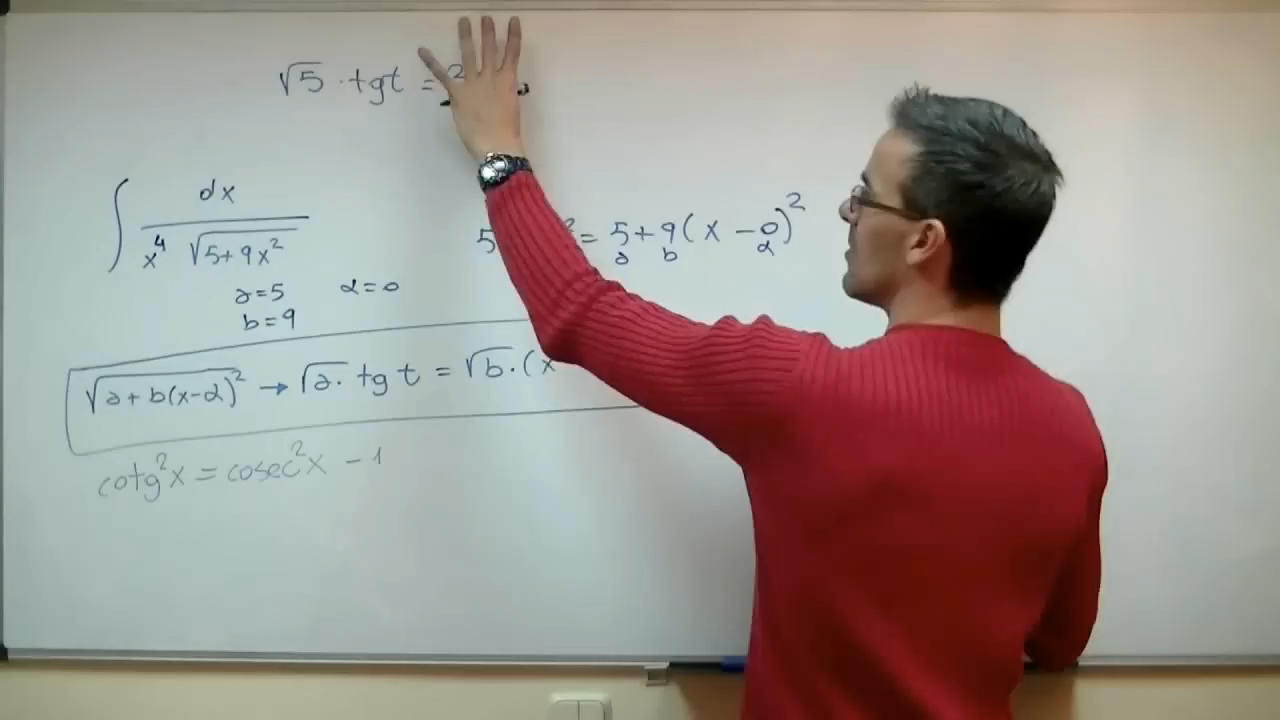 √5 · tgt =
∫ dx / (x⁴ √(5+9x²))
5 ² = 5+9(x-0)²
a b α
a=5 α=0
b=9
√(a+b(x-α)²) → √a · tg t = √b · (x
cotg²x = cosec²x - 1